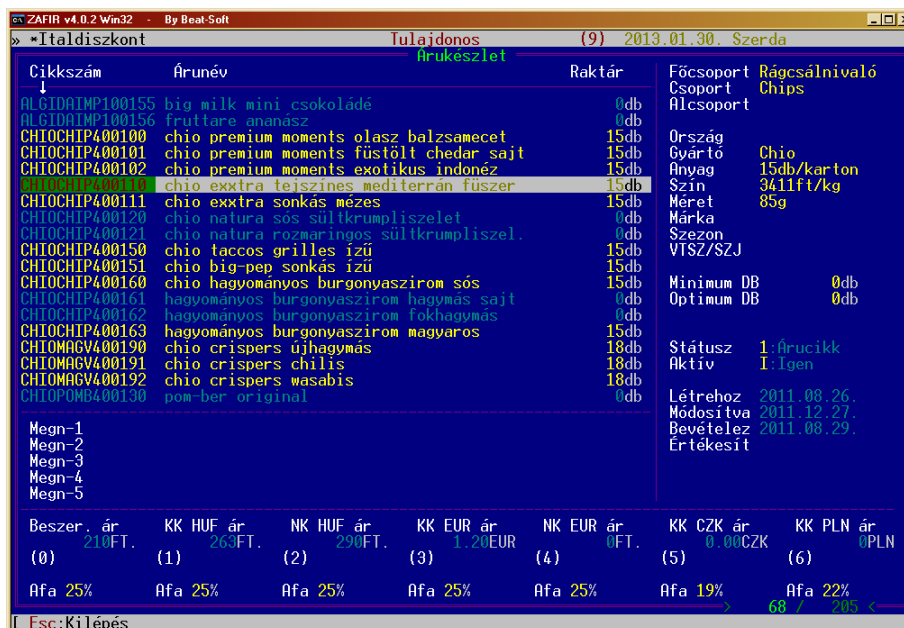 ZAFIR v4.0.2 Win32 - By Beat-Soft
» *Italdiszkont Tulajdonos (9) 2013.01.30. Szerda
Árukészlet
Cikkszám Árunév Raktár
ALGIDAIMP100155 big milk mini csokoládé 0db
ALGIDAIMP100156 fruttare ananász 0db
CHIOCHIP400100 chio premium moments olasz balzsamecet 15db
CHIOCHIP400101 chio premium moments füstölt chedar sajt 15db
CHIOCHIP400102 chio premium moments exotikus indonéz 15db
CHIOCHIP400110 chio exxtra tejszínes mediterrán füszer 15db
CHIOCHIP400111 chio exxtra sonkás mézes 15db
CHIOCHIP400120 chio natura sós sültkrumpliszelet 0db
CHIOCHIP400121 chio natura rozmaringos sültkrumpliszel. 0db
CHIOCHIP400150 chio taccos grilles ízű 15db
CHIOCHIP400151 chio big-pep sonkás ízű 15db
CHIOCHIP400160 chio hagyományos burgonyaszirom sós 15db
CHIOCHIP400161 hagyományos burgonyaszirom hagymás sajt 0db
CHIOCHIP400162 hagyományos burgonyaszirom fokhagymás 0db
CHIOCHIP400163 hagyományos burgonyaszirom magyaros 15db
CHIOMAGV400190 chio crispers újhagymás 18db
CHIOMAGV400191 chio crispers chilis 18db
CHIOMAGV400192 chio crispers wasabis 18db
CHIOPOMB400130 pom-ber original 0db
Főcsoport Rágcsálnivaló
Csoport Chips
Alcsoport
Ország
Gyártó Chio
Anyag 15db/karton
Szín 3411ft/kg
Méret 85g
Márka
Szezon
VTSZ/SZJ
Minimum DB 0db
Optimum DB 0db
Státusz 1:Árucikk
Aktív I:Igen
Létrehoz 2011.08.26.
Módosítva 2011.12.27.
Bevételez 2011.08.29.
Értékesít
Megn-1
Megn-2
Megn-3
Megn-4
Megn-5
Beszer. ár KK HUF ár NK HUF ár KK EUR ár NK EUR ár KK CZK ár KK PLN ár
210FT. 263FT. 290FT. 1.20EUR 0FT. 0.00CZK 0PLN
(0) (1) (2) (3) (4) (5) (6)
Afa 25% Afa 25% Afa 25% Afa 25% Afa 25% Afa 19% Afa 22%
> 68 / 205 <
[ Esc:Kilépés